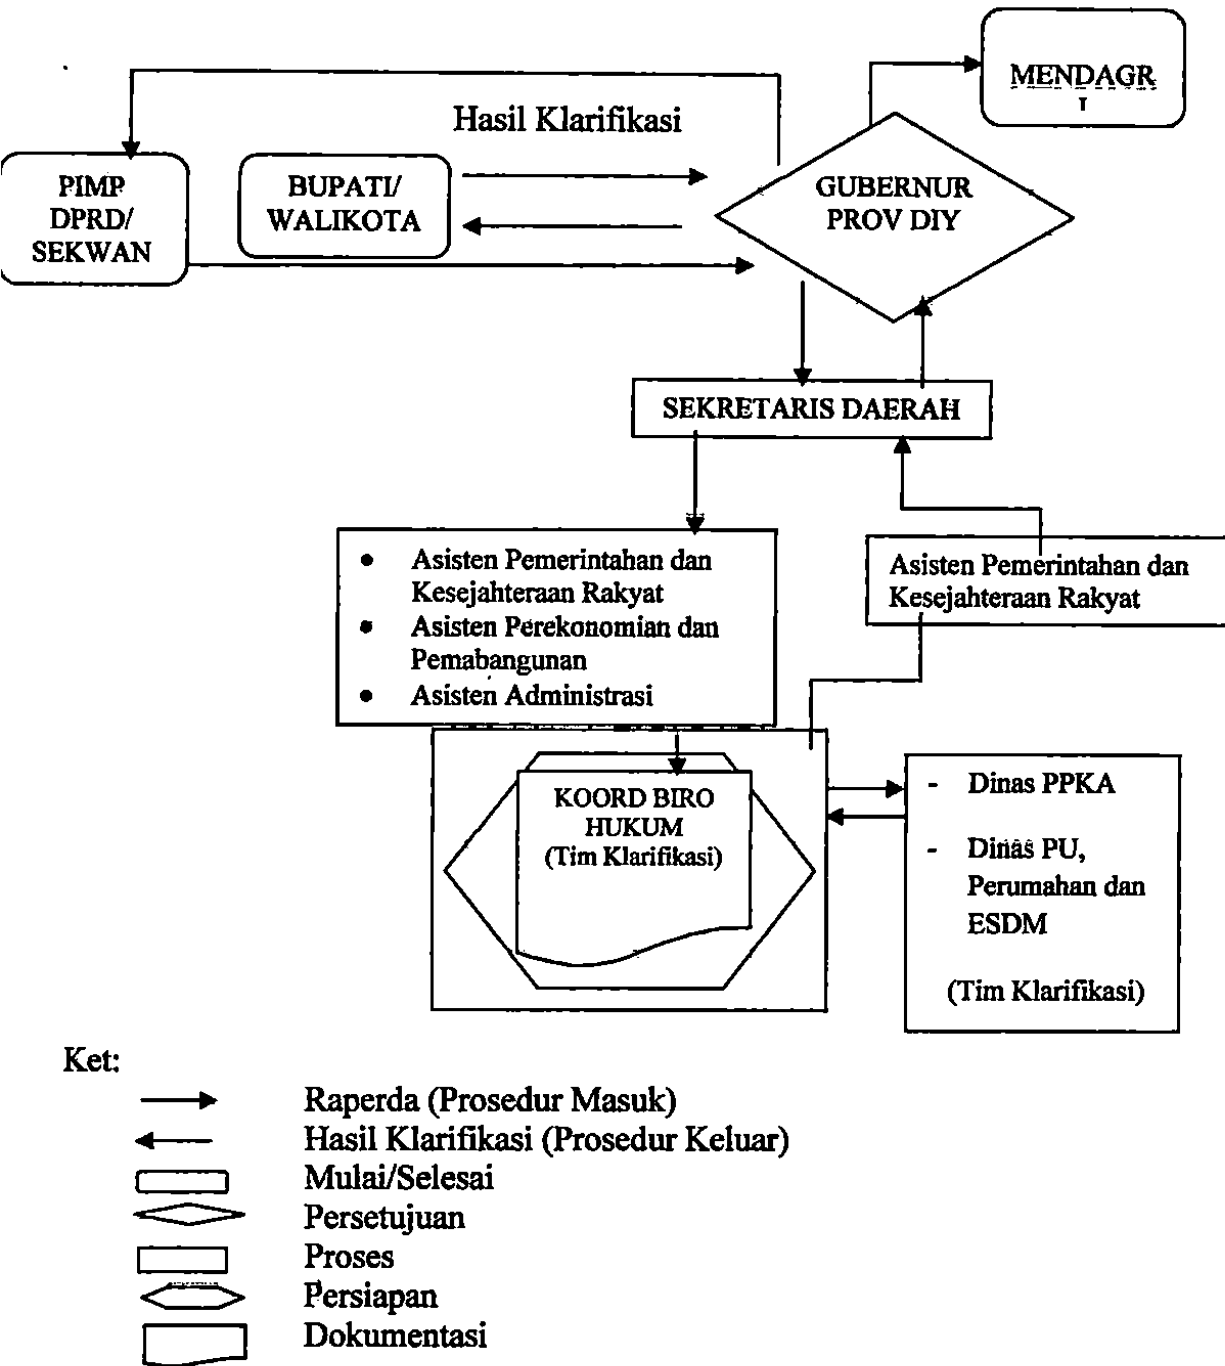 MENDAGR
I
Hasil Klarifikasi
PIMP
DPRD/
SEKWAN
BUPATI/
WALIKOTA
GUBERNUR
PROV DIY
SEKRETARIS DAERAH
• Asisten Pemerintahan dan
Kesejahteraan Rakyat
• Asisten Perekonomian dan
Pemabangunan
• Asisten Administrasi
Asisten Pemerintahan dan
Kesejahteraan Rakyat
KOORD BIRO
HUKUM
(Tim Klarifikasi)
- Dinas PPKA
- Dinas PU,
Perumahan dan
ESDM
(Tim Klarifikasi)
Ket:
Raperda (Prosedur Masuk)
Hasil Klarifikasi (Prosedur Keluar)
Mulai/Selesai
Persetujuan
Proses
Persiapan
Dokumentasi